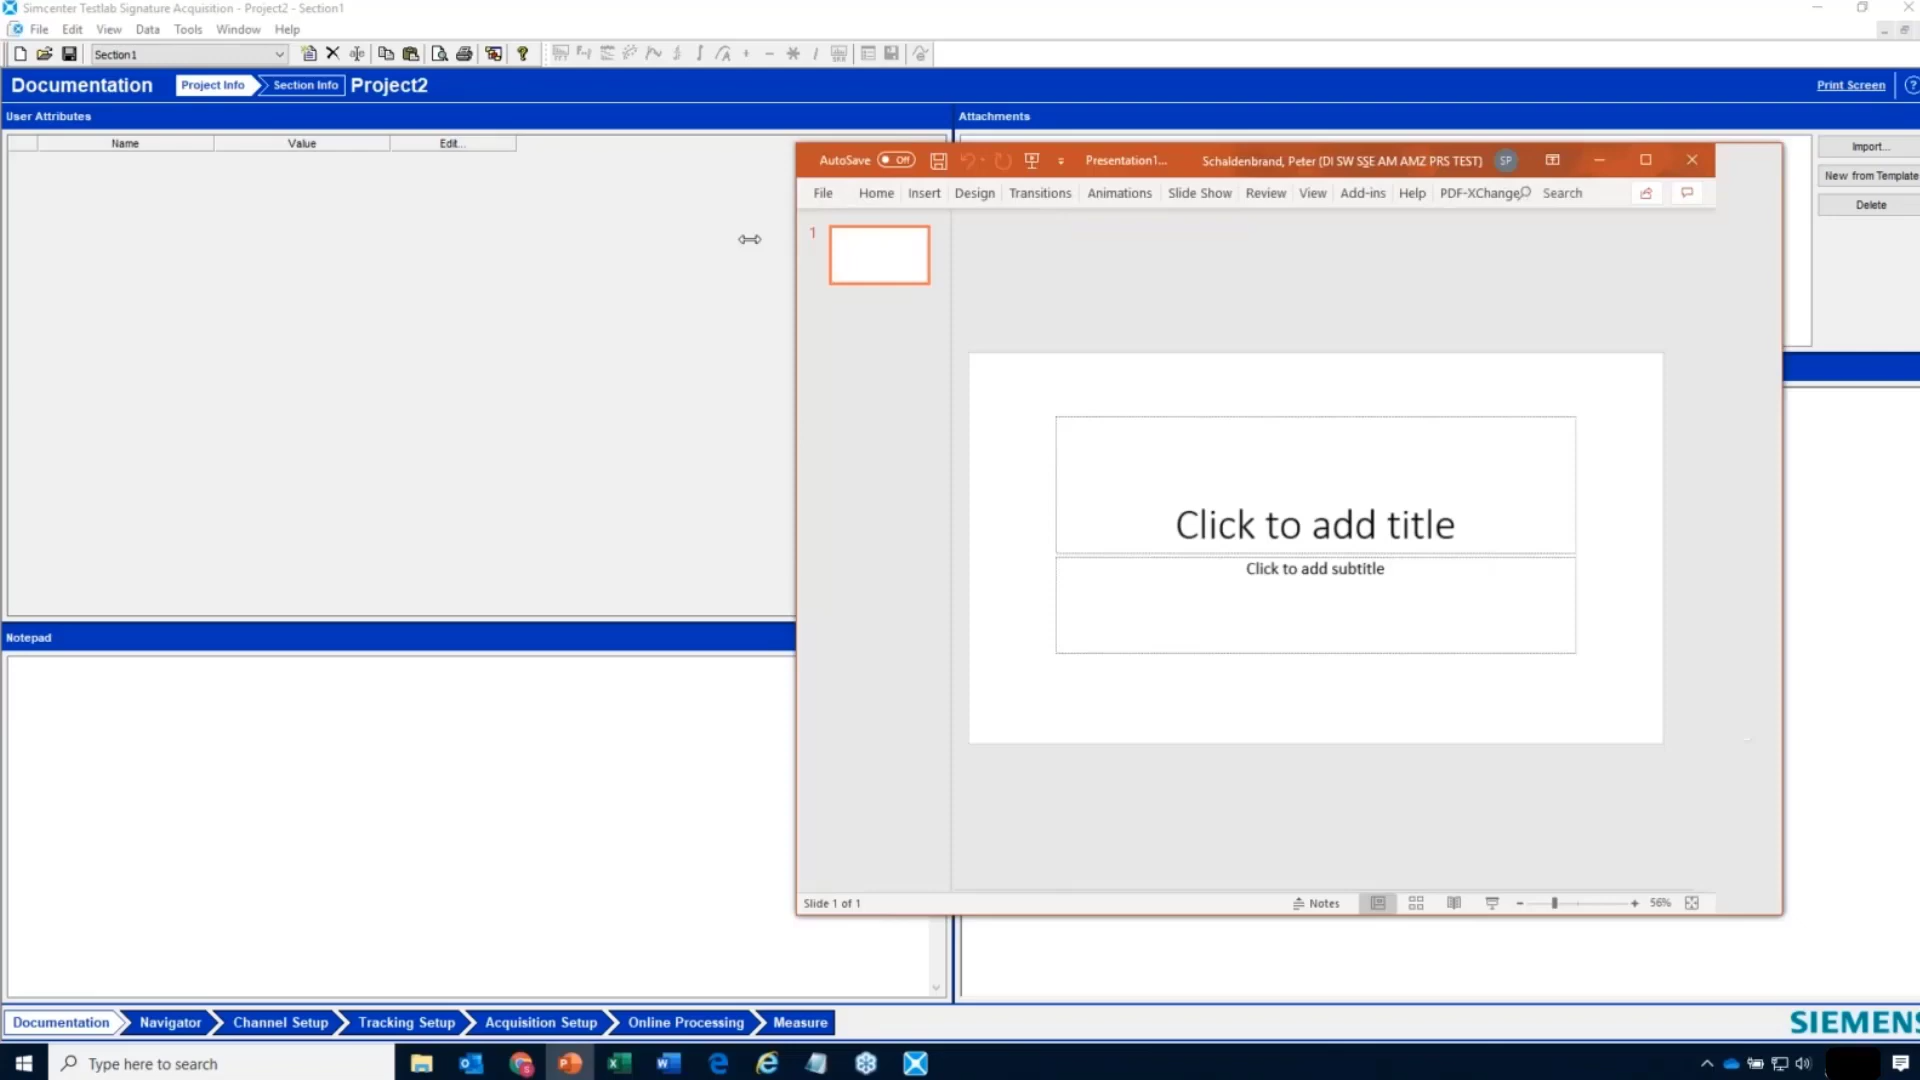 Simcenter Testlab Signature Acquisition - Project2 - Section1
File Edit View Data Tools Window Help
Section1
Documentation Project Info Section Info Project2 Print Screen
User Attributes Attachments
Name Value Edit...
Import...
New from Template
Delete
AutoSave Off Presentation1... Schaldenbrand, Peter (DI SW SSE AM AMZ PRS TEST) SP
File Home Insert Design Transitions Animations Slide Show Review View Add-ins Help PDF-XChange Search
1
Click to add title
Click to add subtitle
Slide 1 of 1 Notes 56%
Notepad
Documentation Navigator Channel Setup Tracking Setup Acquisition Setup Online Processing Measure
SIEMENS
Type here to search